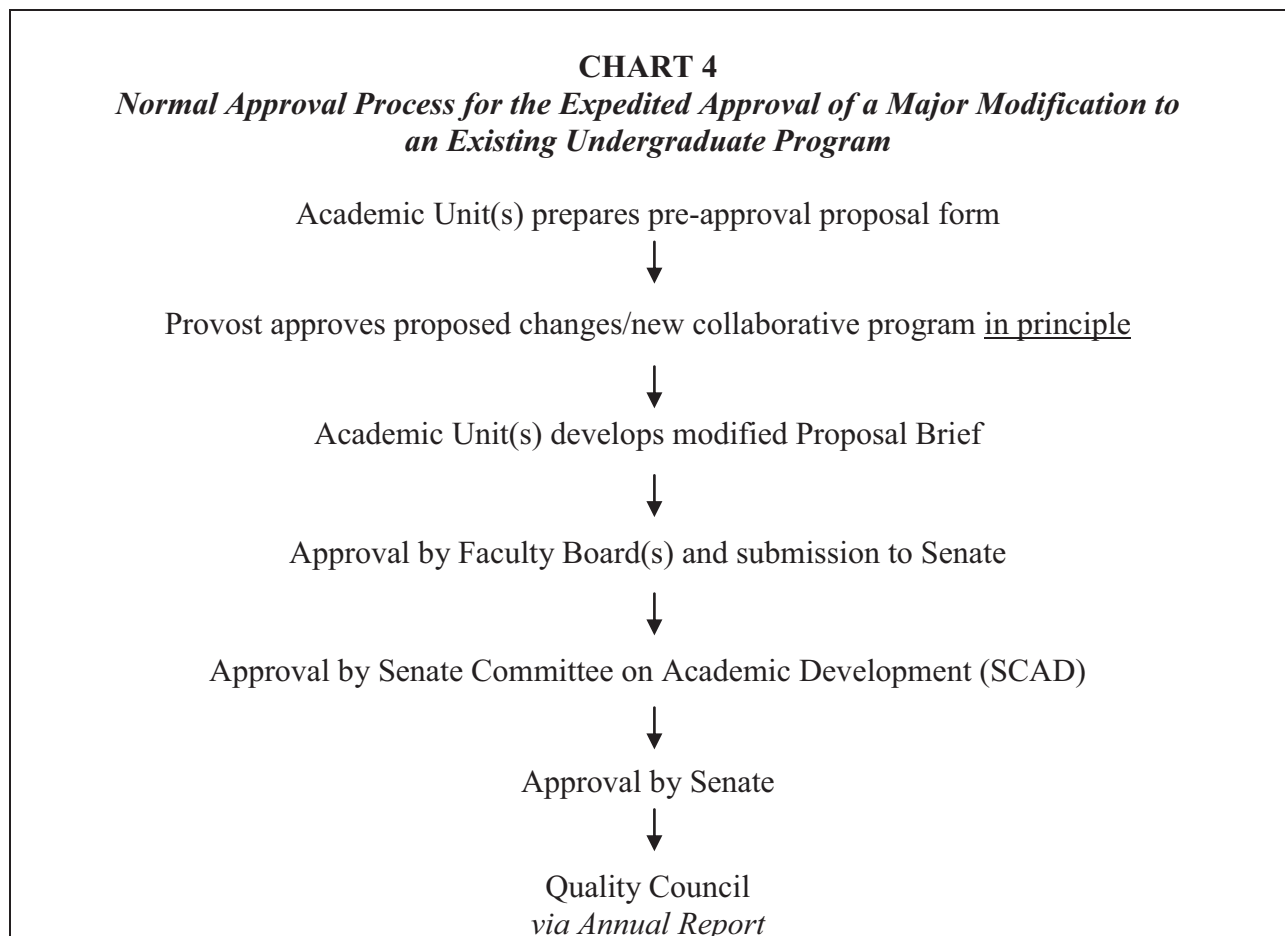 CHART 4
Normal Approval Process for the Expedited Approval of a Major Modification to
an Existing Undergraduate Program
Academic Unit(s) prepares pre-approval proposal form
Provost approves proposed changes/new collaborative program in principle
Academic Unit(s) develops modified Proposal Brief
Approval by Faculty Board(s) and submission to Senate
Approval by Senate Committee on Academic Development (SCAD)
Approval by Senate
Quality Council
via Annual Report